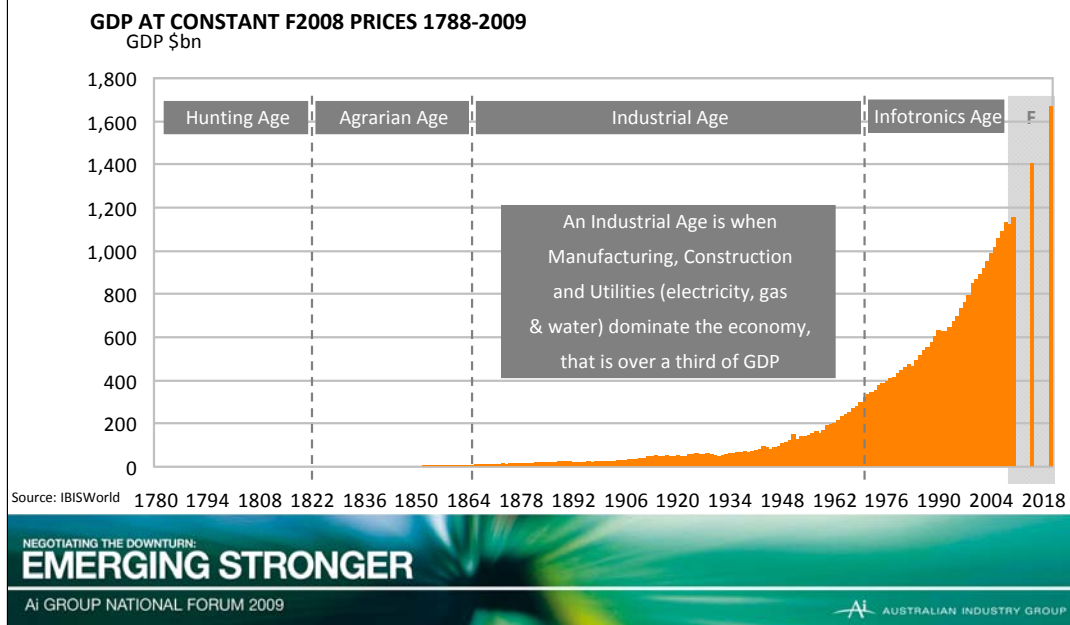 GDP AT CONSTANT F2008 PRICES 1788-2009
GDP $bn
1,800
1,600
1,400
1,200
1,000
800
600
400
200
0
Hunting Age
Agrarian Age
Industrial Age
Infotronics Age
F
An Industrial Age is when
Manufacturing, Construction
and Utilities (electricity, gas
& water) dominate the economy,
that is over a third of GDP
Source: IBISWorld
1780 1794 1808 1822 1836 1850 1864 1878 1892 1906 1920 1934 1948 1962 1976 1990 2004 2018
NEGOTIATING THE DOWNTURN:
EMERGING STRONGER
Ai GROUP NATIONAL FORUM 2009
Ai AUSTRALIAN INDUSTRY GROUP